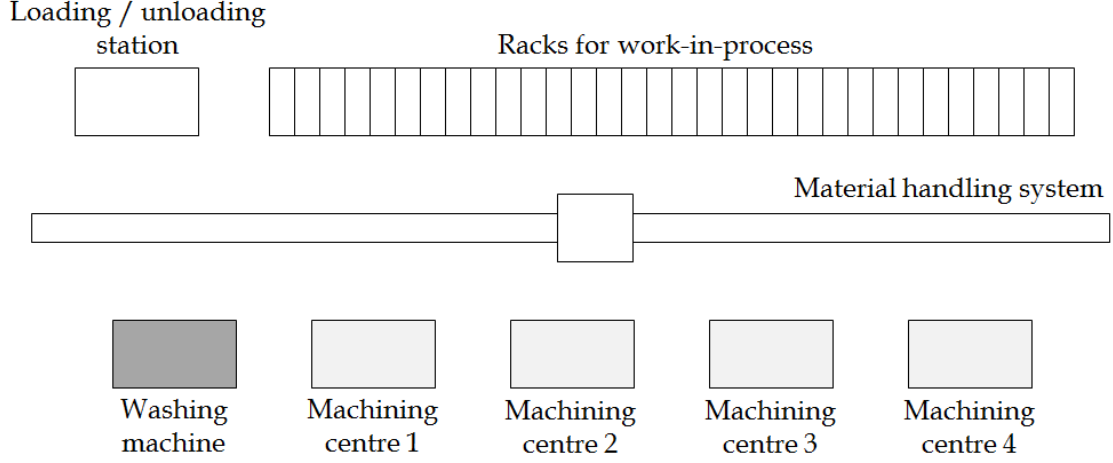 Loading / unloading
station
Racks for work-in-process
Material handling system
Washing
machine
Machining
centre 1
Machining
centre 2
Machining
centre 3
Machining
centre 4